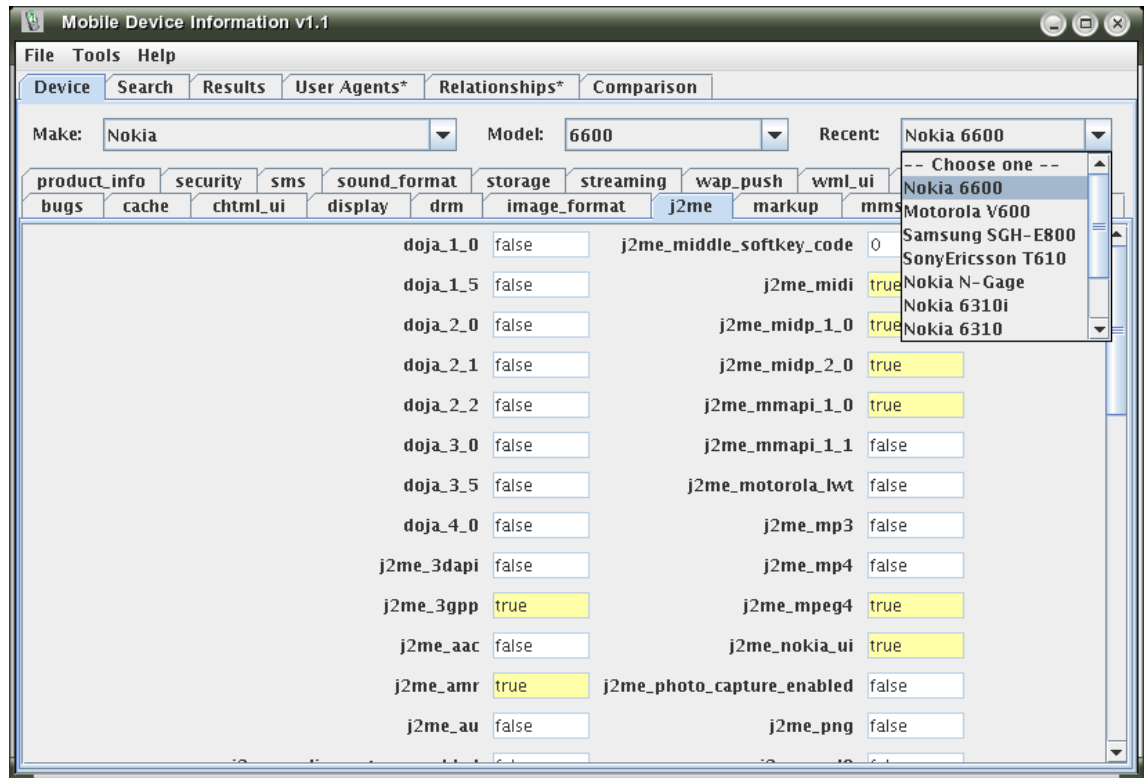 Mobile Device Information v1.1
File Tools Help
Device Search Results User Agents* Relationships* Comparison
Make: Nokia Model: 6600 Recent: Nokia 6600
-- Choose one --
Nokia 6600
Motorola V600
Samsung SGH-E800
SonyEricsson T610
Nokia N-Gage
Nokia 6310i
Nokia 6310
product_info security sms sound_format storage streaming wap_push wml_ui
bugs cache chtml_ui display drm image_format j2me markup mms
doja_1_0 false j2me_middle_softkey_code 0
doja_1_5 false j2me_midi true
doja_2_0 false j2me_midp_1_0 true
doja_2_1 false j2me_midp_2_0 true
doja_2_2 false j2me_mmapi_1_0 true
doja_3_0 false j2me_mmapi_1_1 false
doja_3_5 false j2me_motorola_lwt false
doja_4_0 false j2me_mp3 false
j2me_3dapi false j2me_mp4 false
j2me_3gpp true j2me_mpeg4 true
j2me_aac false j2me_nokia_ui true
j2me_amr true j2me_photo_capture_enabled false
j2me_au false j2me_png false